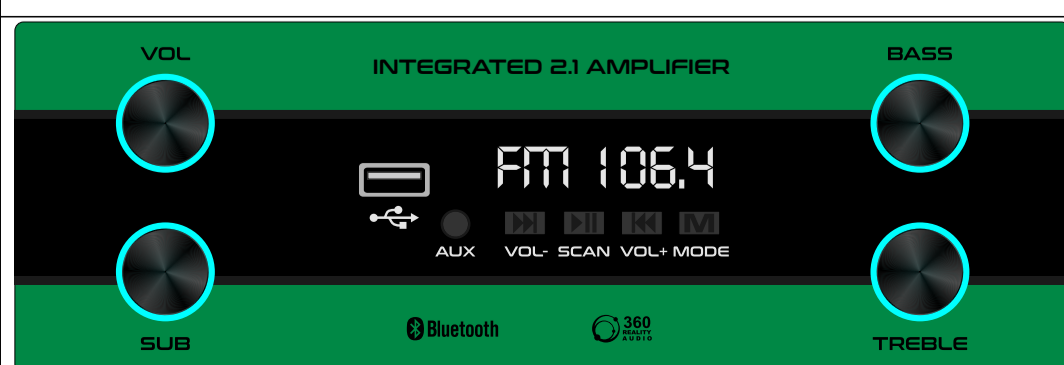 VOL
INTEGRATED 2.1 AMPLIFIER
BASS
FM 106.4
M
AUX VOL- SCAN VOL+ MODE
Bluetooth
360
REALITY
AUDIO
SUB
TREBLE